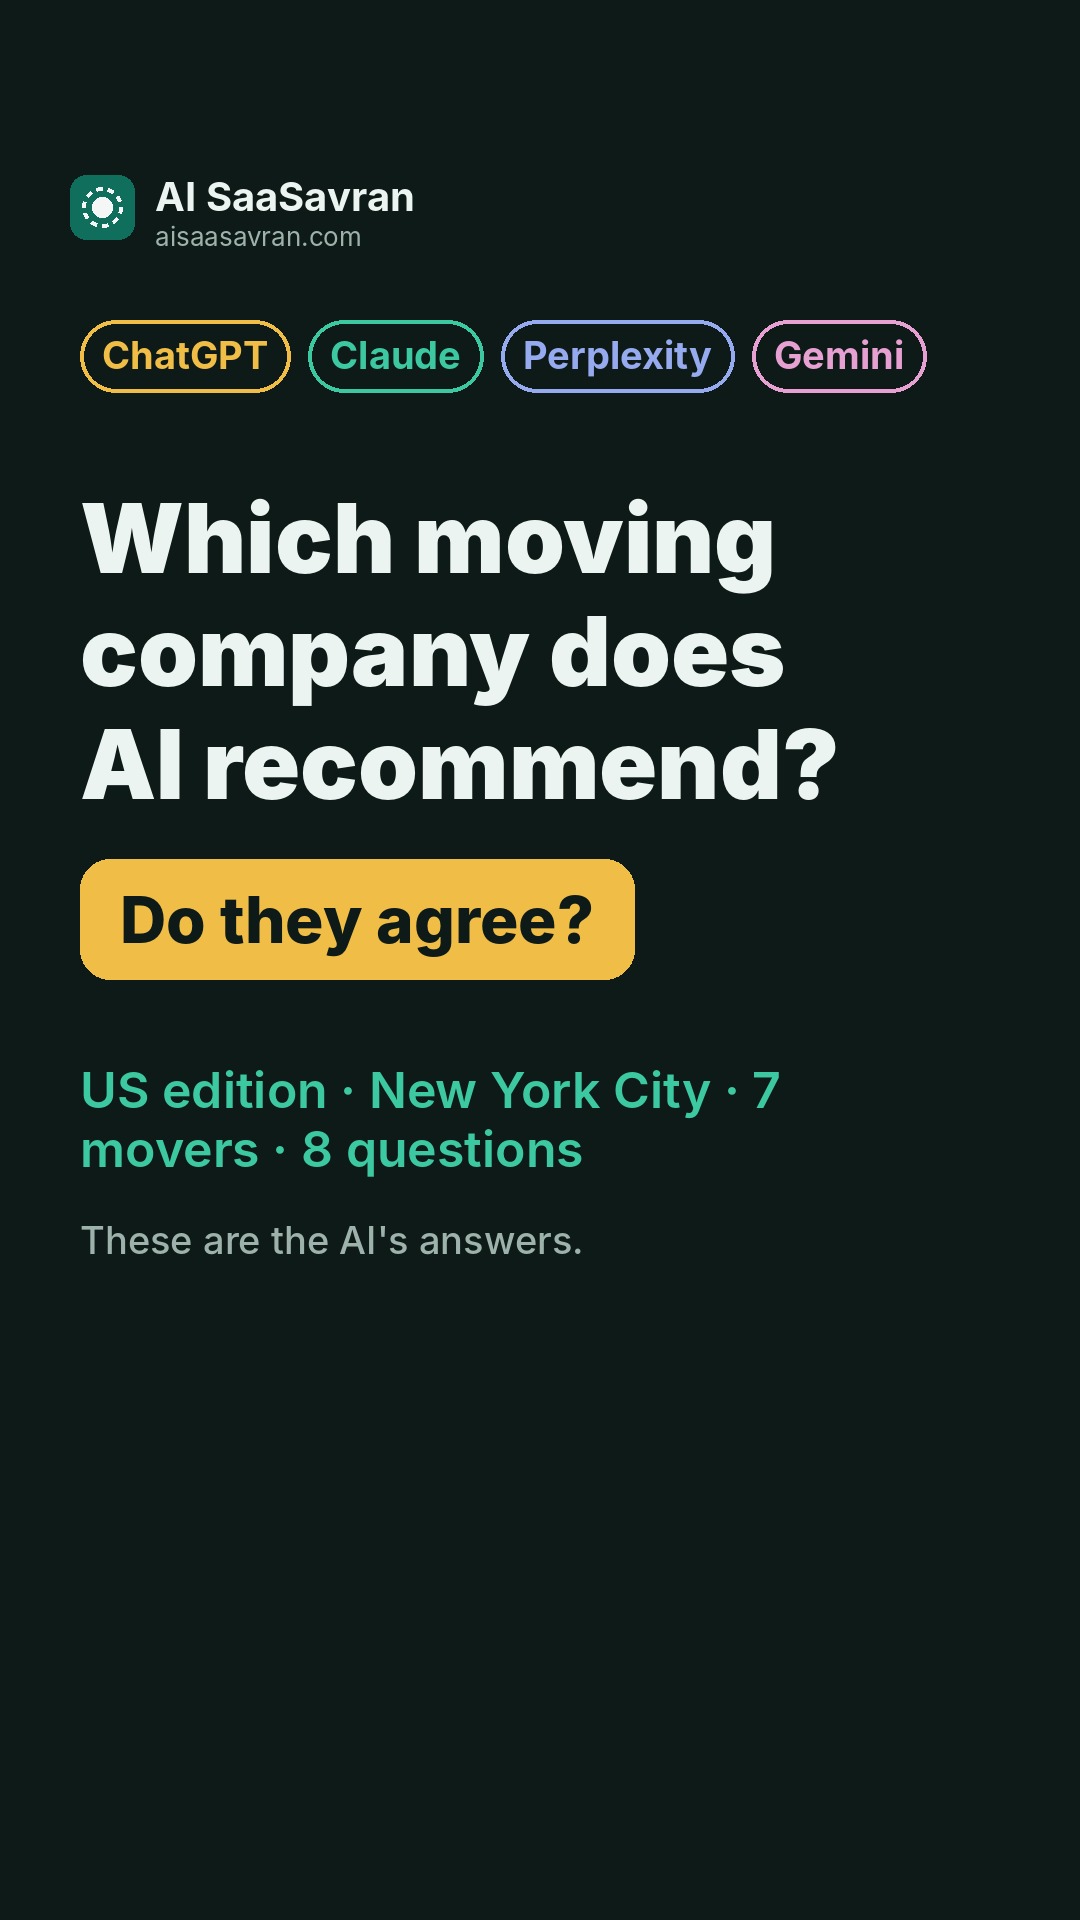 AI SaaSavran
aisaasavran.com
ChatGPT Claude Perplexity Gemini
Which moving
company does
AI recommend?
Do they agree?
US edition · New York City · 7
movers · 8 questions
These are the AI's answers.